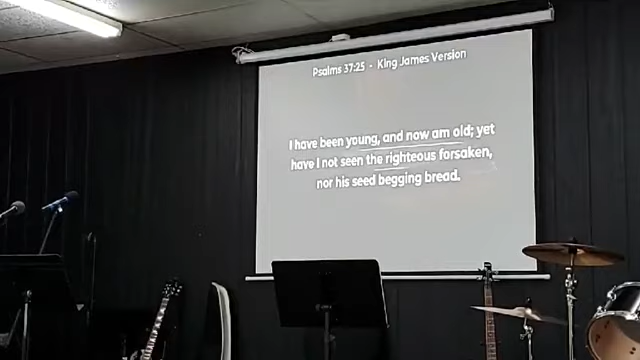 Psalms 37:25 - King James Version
I have been young, and now am old; yet
have I not seen the righteous forsaken,
nor his seed begging bread.